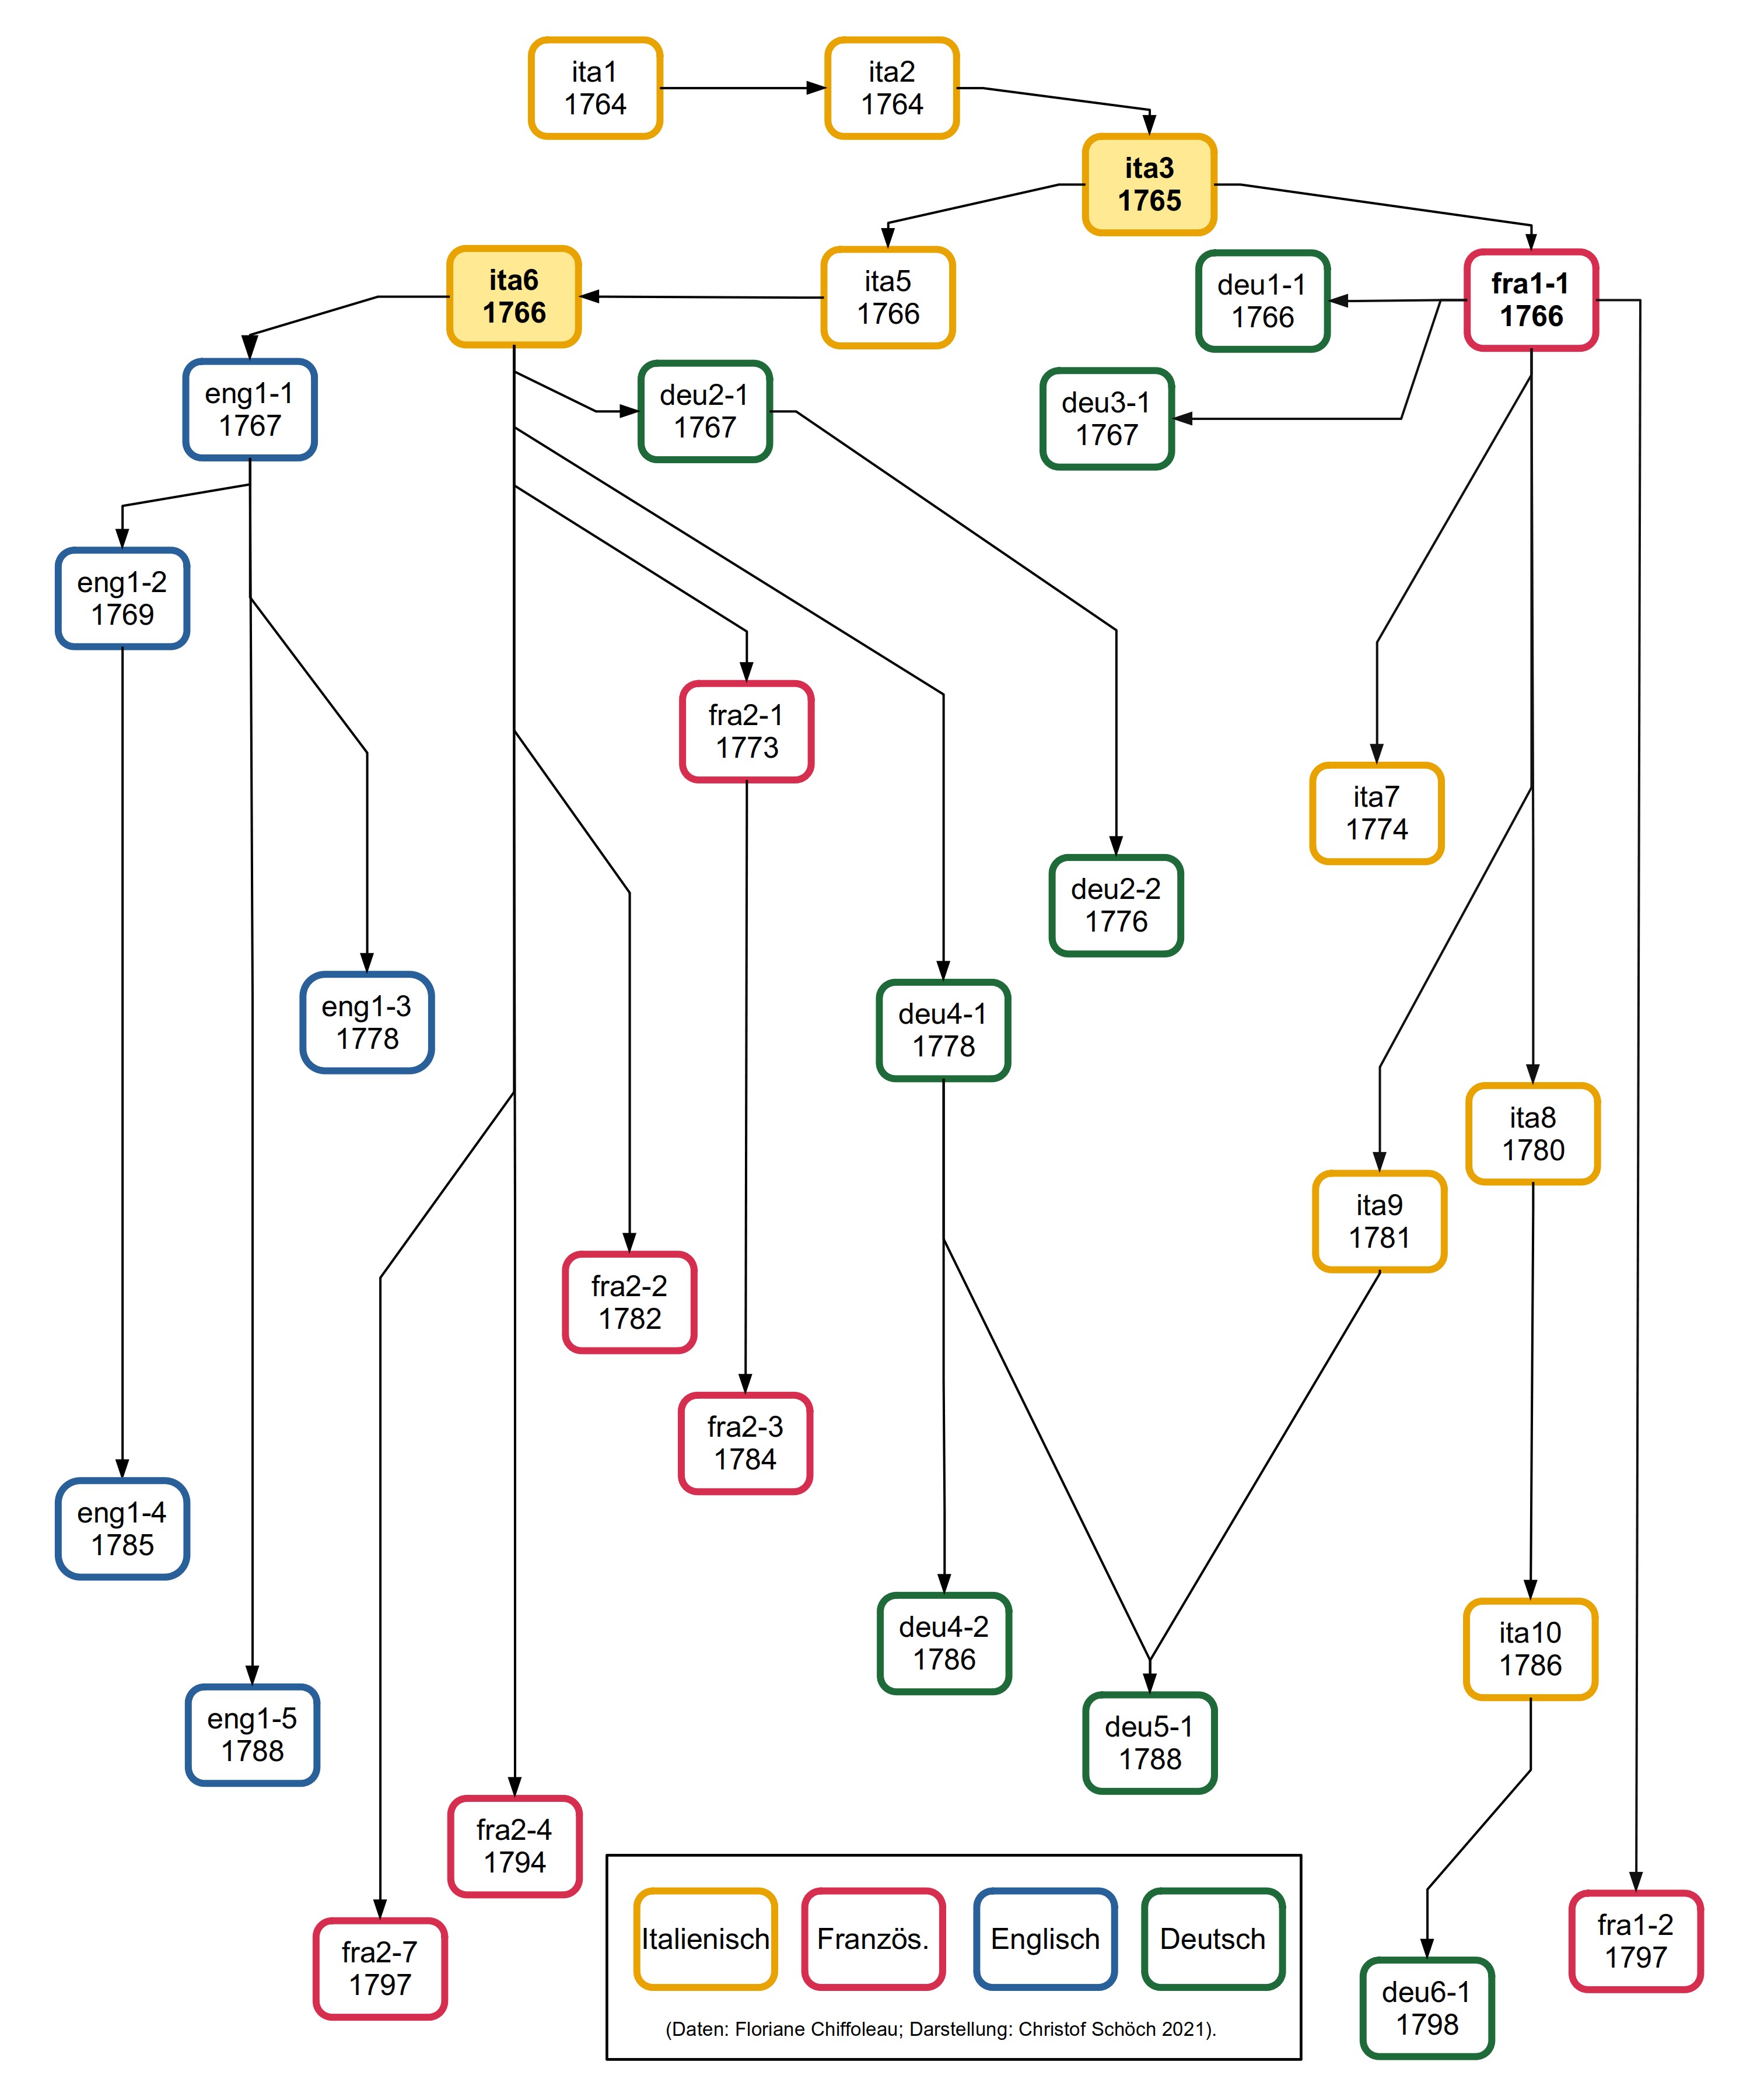 ita1
1764
ita2
1764
ita3
1765
ita6
1766
ita5
1766
deu1-1
1766
fra1-1
1766
eng1-1
1767
deu2-1
1767
deu3-1
1767
eng1-2
1769
fra2-1
1773
ita7
1774
deu2-2
1776
eng1-3
1778
deu4-1
1778
ita8
1780
ita9
1781
fra2-2
1782
fra2-3
1784
eng1-4
1785
deu4-2
1786
ita10
1786
eng1-5
1788
deu5-1
1788
fra2-4
1794
fra2-7
1797
fra1-2
1797
deu6-1
1798
Italienisch
Französ.
Englisch
Deutsch
(Daten: Floriane Chiffoleau; Darstellung: Christof Schöch 2021).